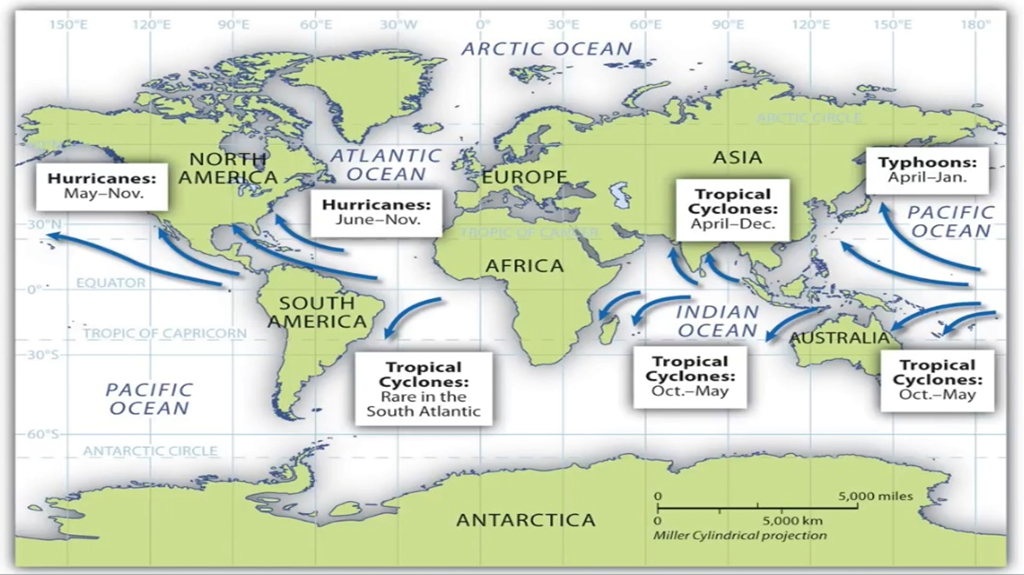 150°E 120°E 90°E 60°W 30°W 0° 30°E 60°E 90°E 120°E 150°E 180°
ARCTIC OCEAN
ARCTIC CIRCLE
NORTH
AMERICA
ATLANTIC
OCEAN
EUROPE
ASIA
Typhoons:
April–Jan.
Hurricanes:
May–Nov.
Hurricanes:
June–Nov.
Tropical
Cyclones:
April–Dec.
PACIFIC
OCEAN
30°N
TROPIC OF CANCER
AFRICA
EQUATOR
0°
SOUTH
AMERICA
INDIAN
OCEAN
TROPIC OF CAPRICORN
AUSTRALIA
30°S
Tropical
Cyclones:
Rare in the
South Atlantic
Tropical
Cyclones:
Oct.–May
Tropical
Cyclones:
Oct.–May
PACIFIC
OCEAN
60°S
ANTARCTIC CIRCLE
ANTARCTICA
0 5,000 miles
0 5,000 km
Miller Cylindrical projection